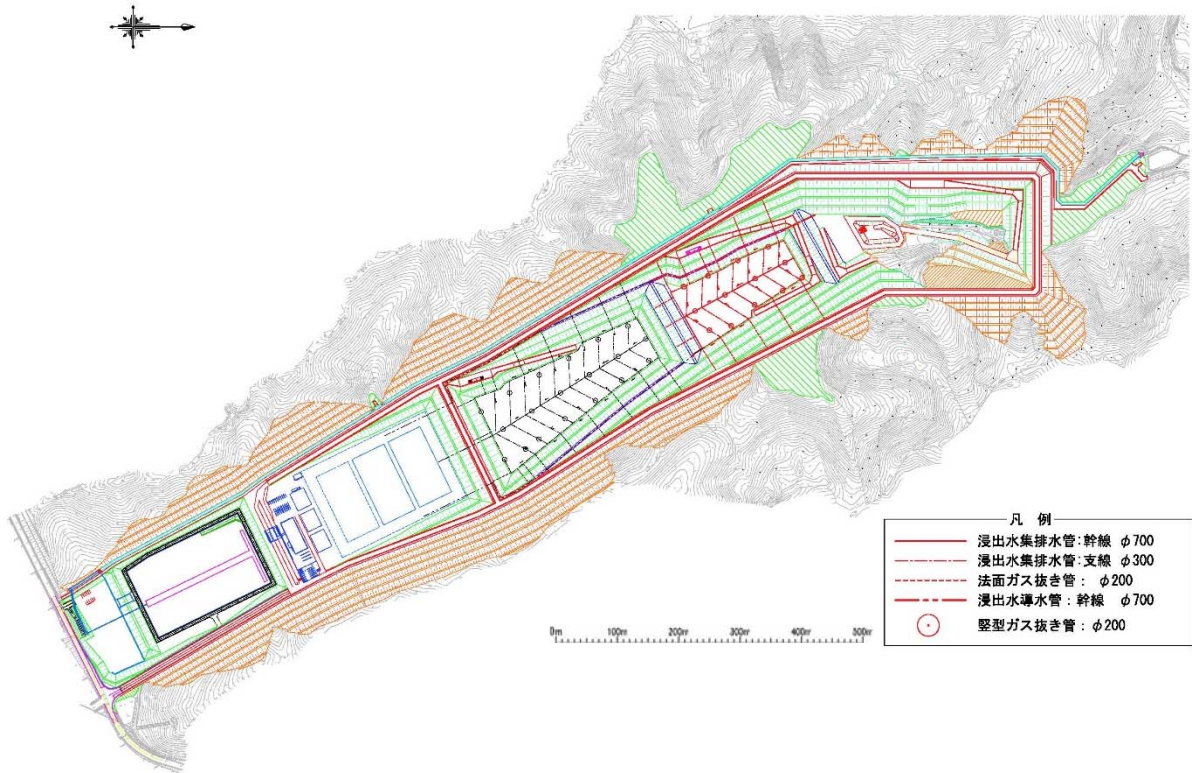 凡 例
浸出水集排水管:幹線 φ700
浸出水集排水管:支線 φ300
法面ガス抜き管: φ200
浸出水導水管:幹線 φ700
竪型ガス抜き管:φ200
0m 100m 200m 300m 400m 500m